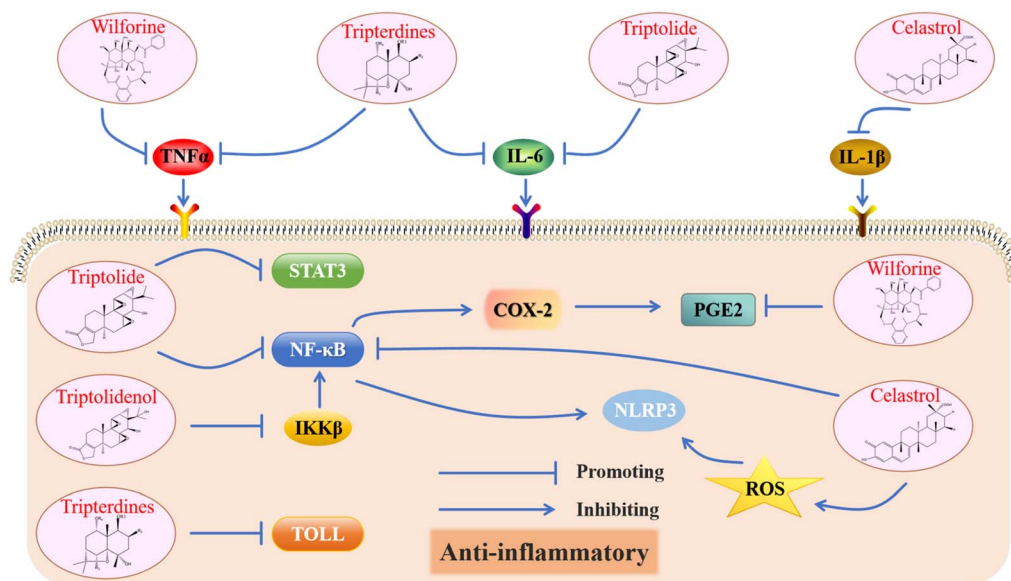 Wilforine
Tripterdines
Triptolide
Celastrol
TNFα
IL-6
IL-1β
Triptolide
STAT3
Wilforine
COX-2
PGE2
NF-κB
Triptolidenol
Celastrol
NLRP3
IKKβ
Promoting
ROS
Inhibiting
Tripterdines
TOLL
Anti-inflammatory